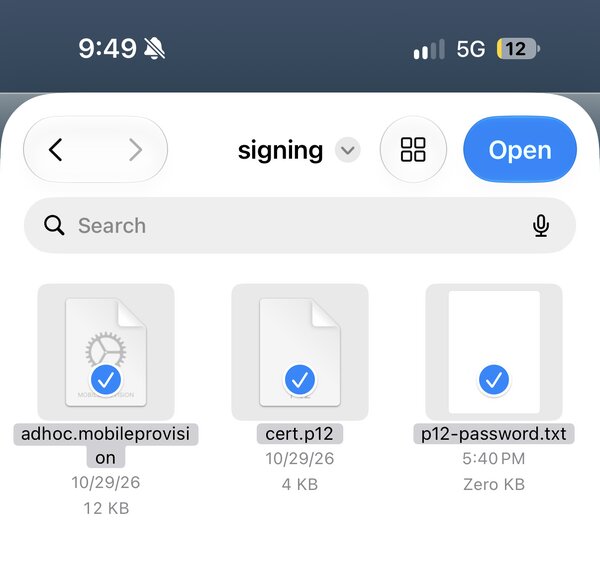 9:49
5G
12
signing
Open
Search
adhoc.mobileprovisi
on
10/29/26
12 KB
cert.p12
10/29/26
4 KB
p12-password.txt
5:40 PM
Zero KB